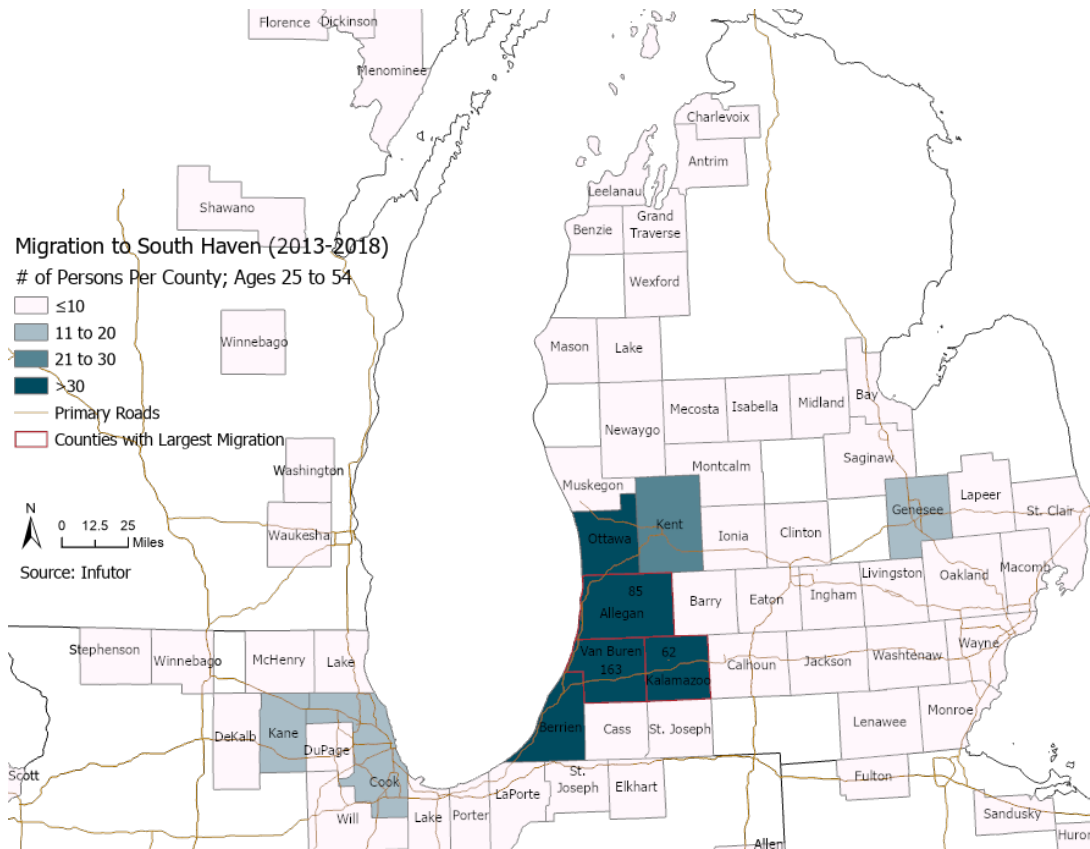 Florence
Dickinson
Menominee
Charlevoix
Antrim
Leelanau
Shawano
Grand
Traverse
Benzie
Migration to South Haven (2013-2018)
# of Persons Per County; Ages 25 to 54
≤10
11 to 20
21 to 30
>30
Primary Roads
Counties with Largest Migration
Wexford
Winnebago
Mason
Lake
Mecosta
Isabella
Midland
Bay
Newaygo
Washington
Montcalm
Saginaw
Muskegon
Lapeer
Genesee
St. Clair
Kent
Waukesha
Ottawa
Ionia
Clinton
N
0 12.5 25
Miles
Source: Infutor
Livingston
Oakland
Macomb
85
Allegan
Barry
Eaton
Ingham
Stephenson
Winnebago
McHenry
Lake
Van Buren
163
62
Kalamazoo
Calhoun
Jackson
Washtenaw
Wayne
DeKalb
Kane
DuPage
Berrien
Cass
St. Joseph
Lenawee
Monroe
Scott
Cook
LaPorte
St.
Joseph
Elkhart
Fulton
Will
Lake
Porter
Sandusky
Allen
Huron